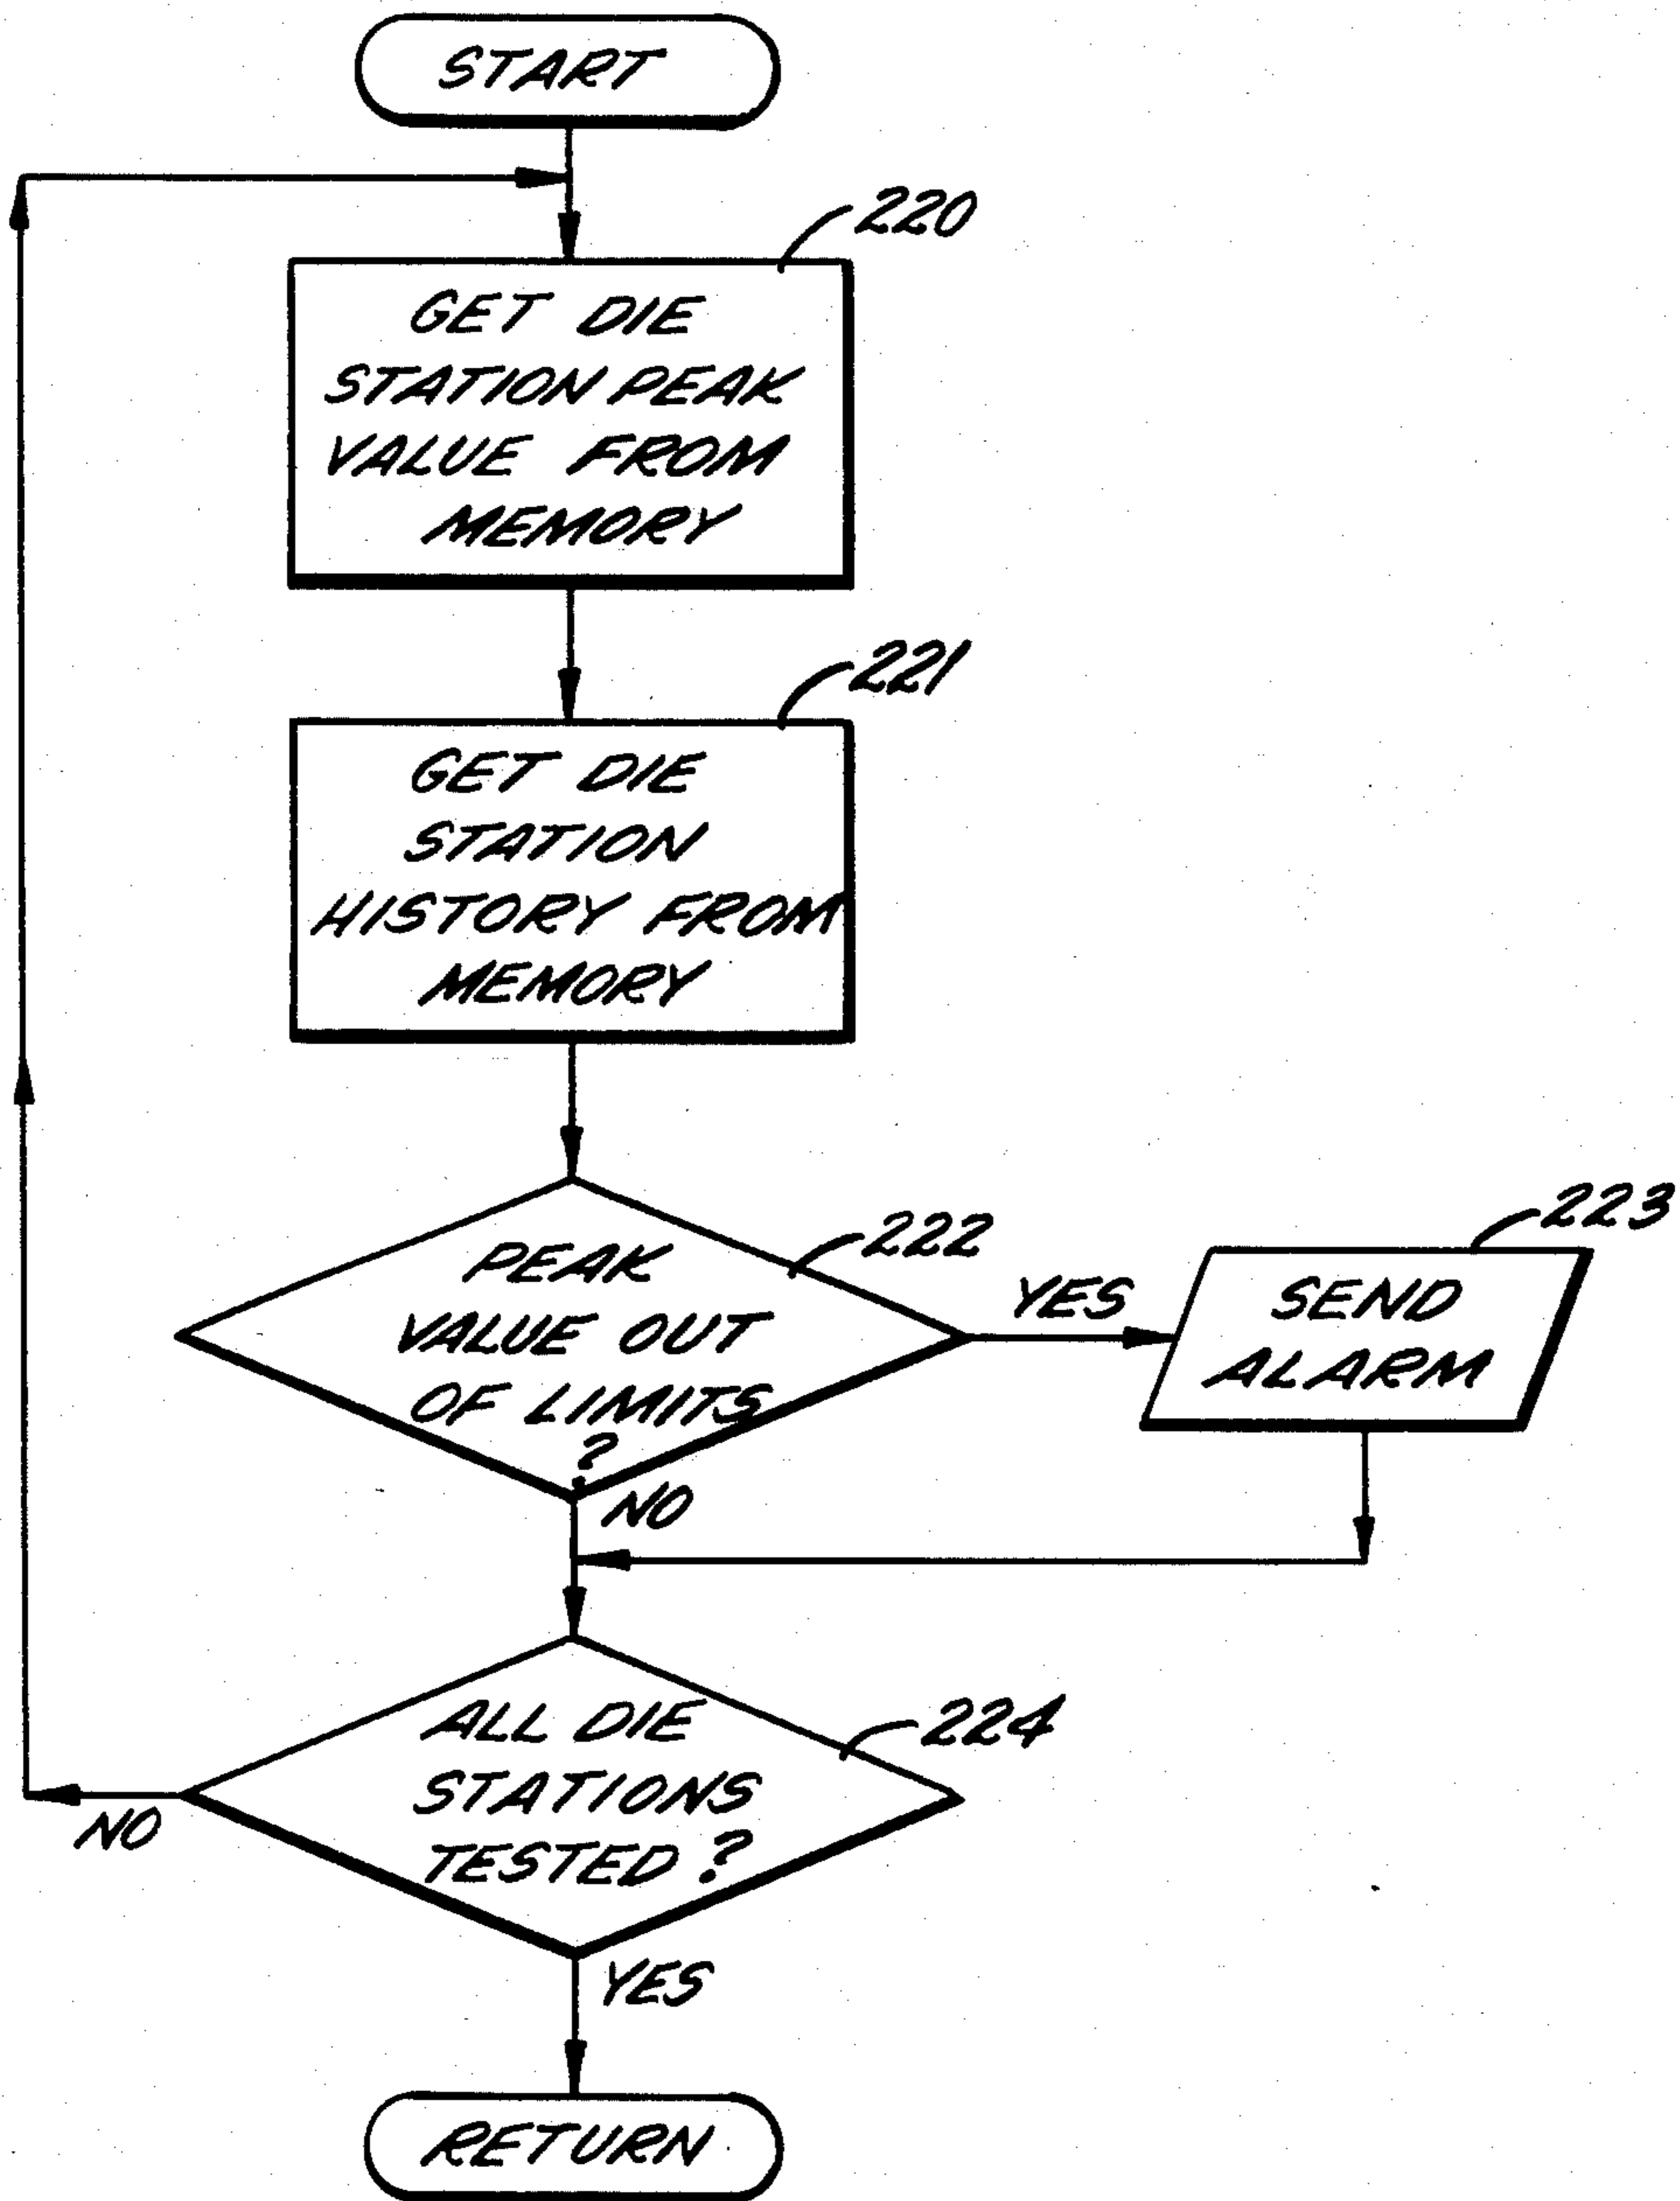 START
220
GET DIE
STATION PEAK
VALUE FROM
MEMORY
221
GET DIE
STATION
HISTORY FROM
MEMORY
222
PEAK
VALUE OUT
OF LIMITS
?
YES
223
SEND
ALARM
NO
224
ALL DIE
STATIONS
TESTED?
NO
YES
RETURN